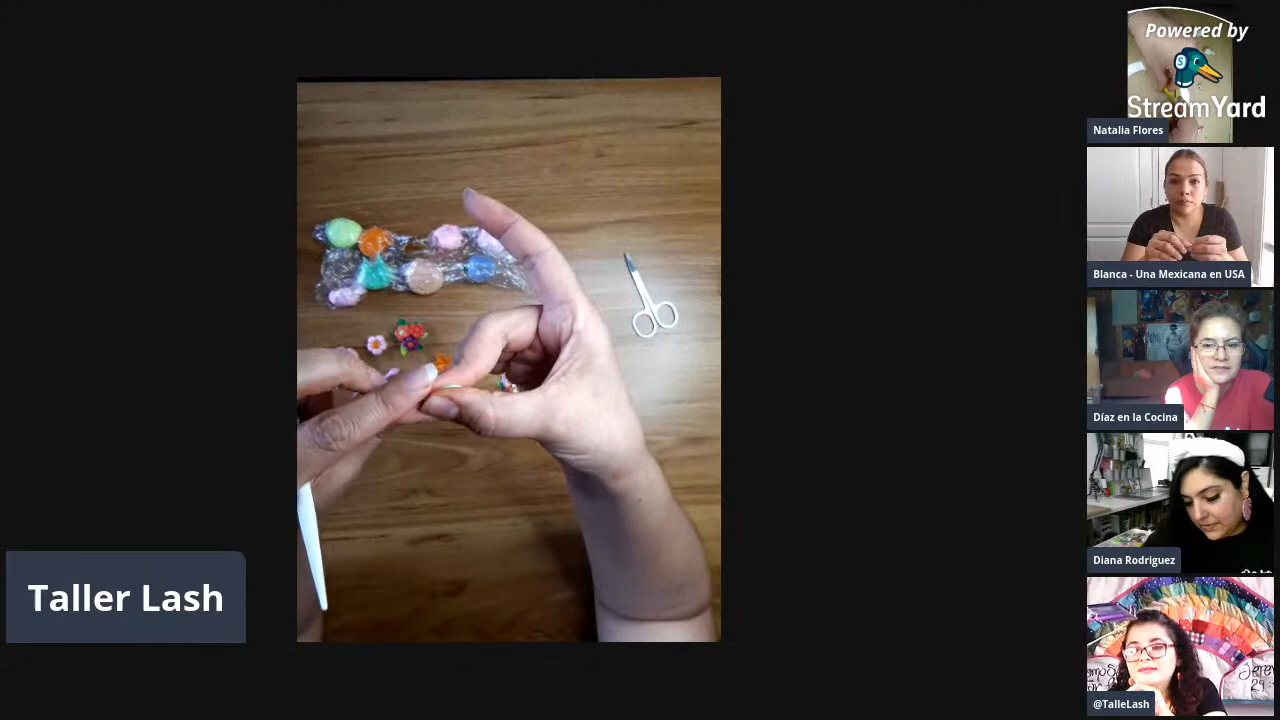 Powered by
StreamYard
Natalia Flores
Blanca - Una Mexicana en USA
Díaz en la Cocina
Diana Rodriguez
Taller Lash
@TalleLash